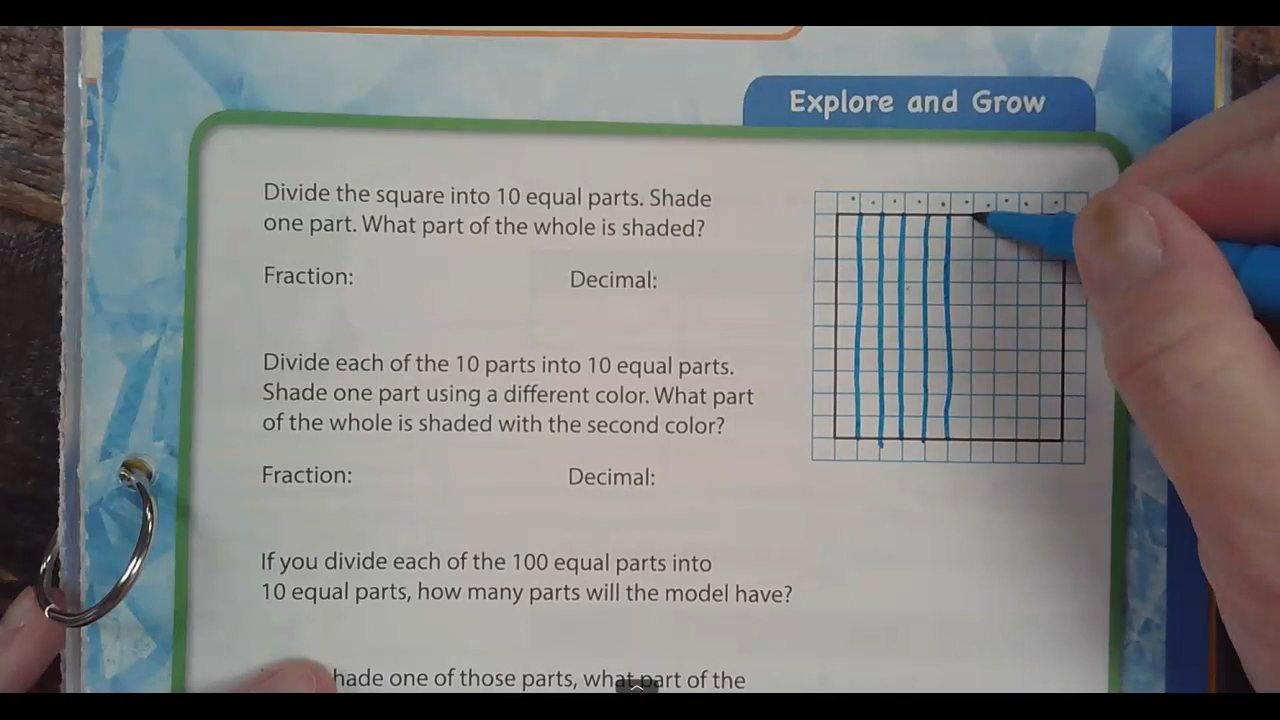 Explore and Grow
Divide the square into 10 equal parts. Shade
one part. What part of the whole is shaded?
Fraction: Decimal:
Divide each of the 10 parts into 10 equal parts.
Shade one part using a different color. What part
of the whole is shaded with the second color?
Fraction: Decimal:
If you divide each of the 100 equal parts into
10 equal parts, how many parts will the model have?
one of those parts, what part of the